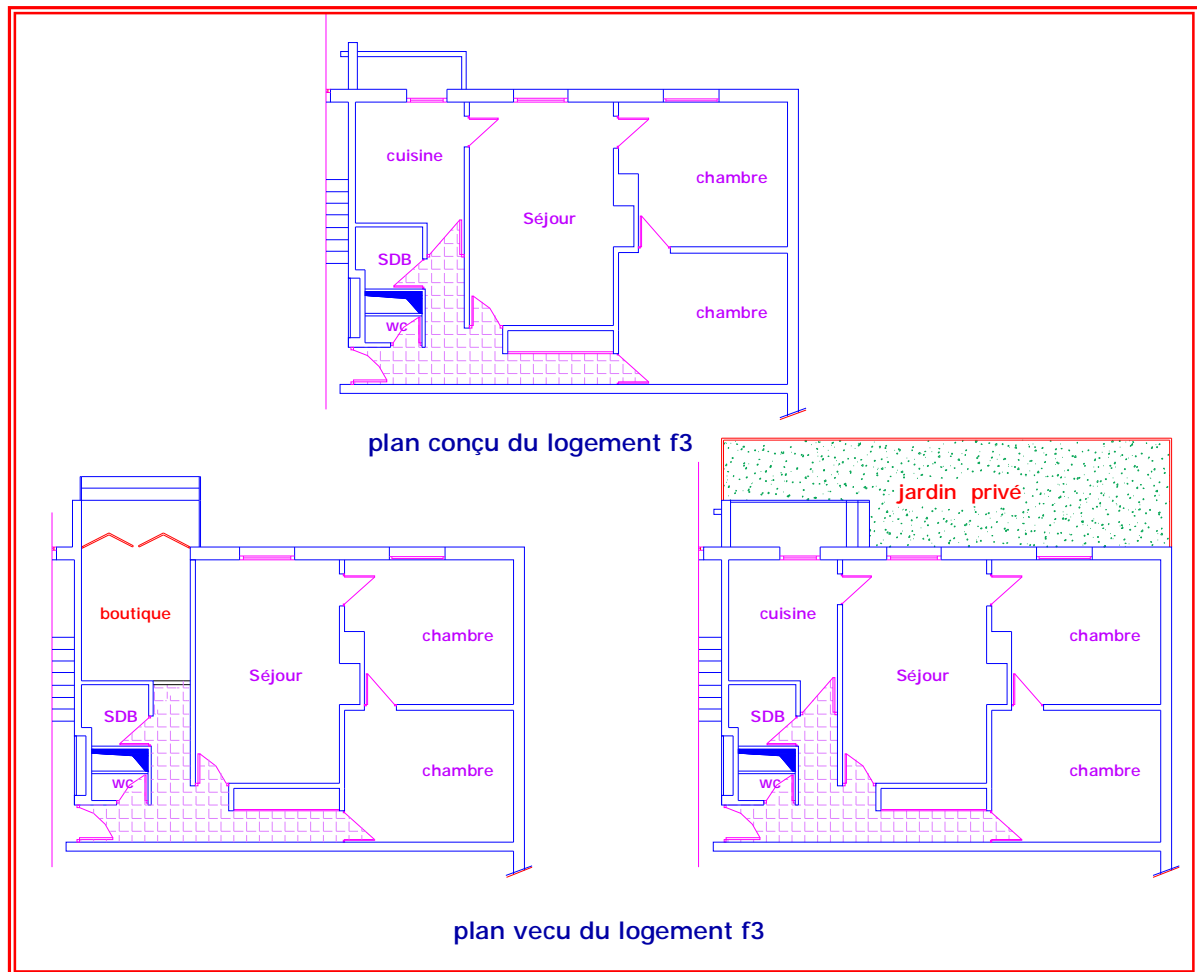 cuisine
chambre
Séjour
SDB
chambre
wc
plan conçu du logement f3
jardin privé
boutique
chambre
Séjour
SDB
chambre
wc
cuisine
chambre
Séjour
SDB
chambre
wc
plan vecu du logement f3